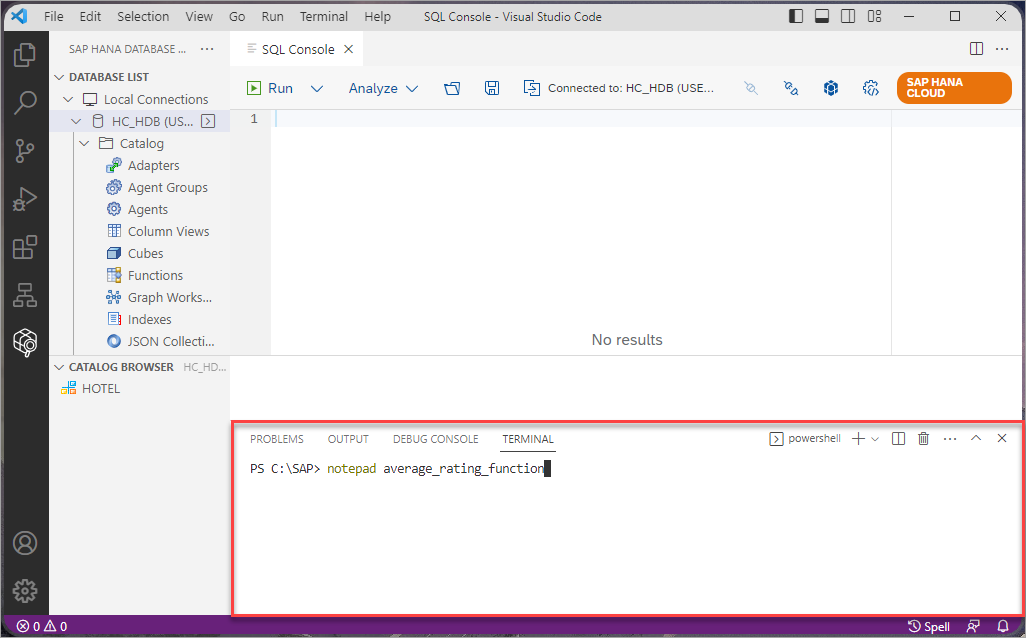 File Edit Selection View Go Run Terminal Help SQL Console - Visual Studio Code
SAP HANA DATABASE ...
SQL Console
DATABASE LIST
Local Connections
HC_HDB (US...
Catalog
Adapters
Agent Groups
Agents
Column Views
Cubes
Functions
Graph Works...
Indexes
JSON Collecti...
CATALOG BROWSER HC_HD...
HOTEL
Run Analyze Connected to: HC_HDB (USE...
SAP HANA
CLOUD
1
No results
PROBLEMS OUTPUT DEBUG CONSOLE TERMINAL powershell
PS C:\SAP> notepad average_rating_function
0 0 Spell